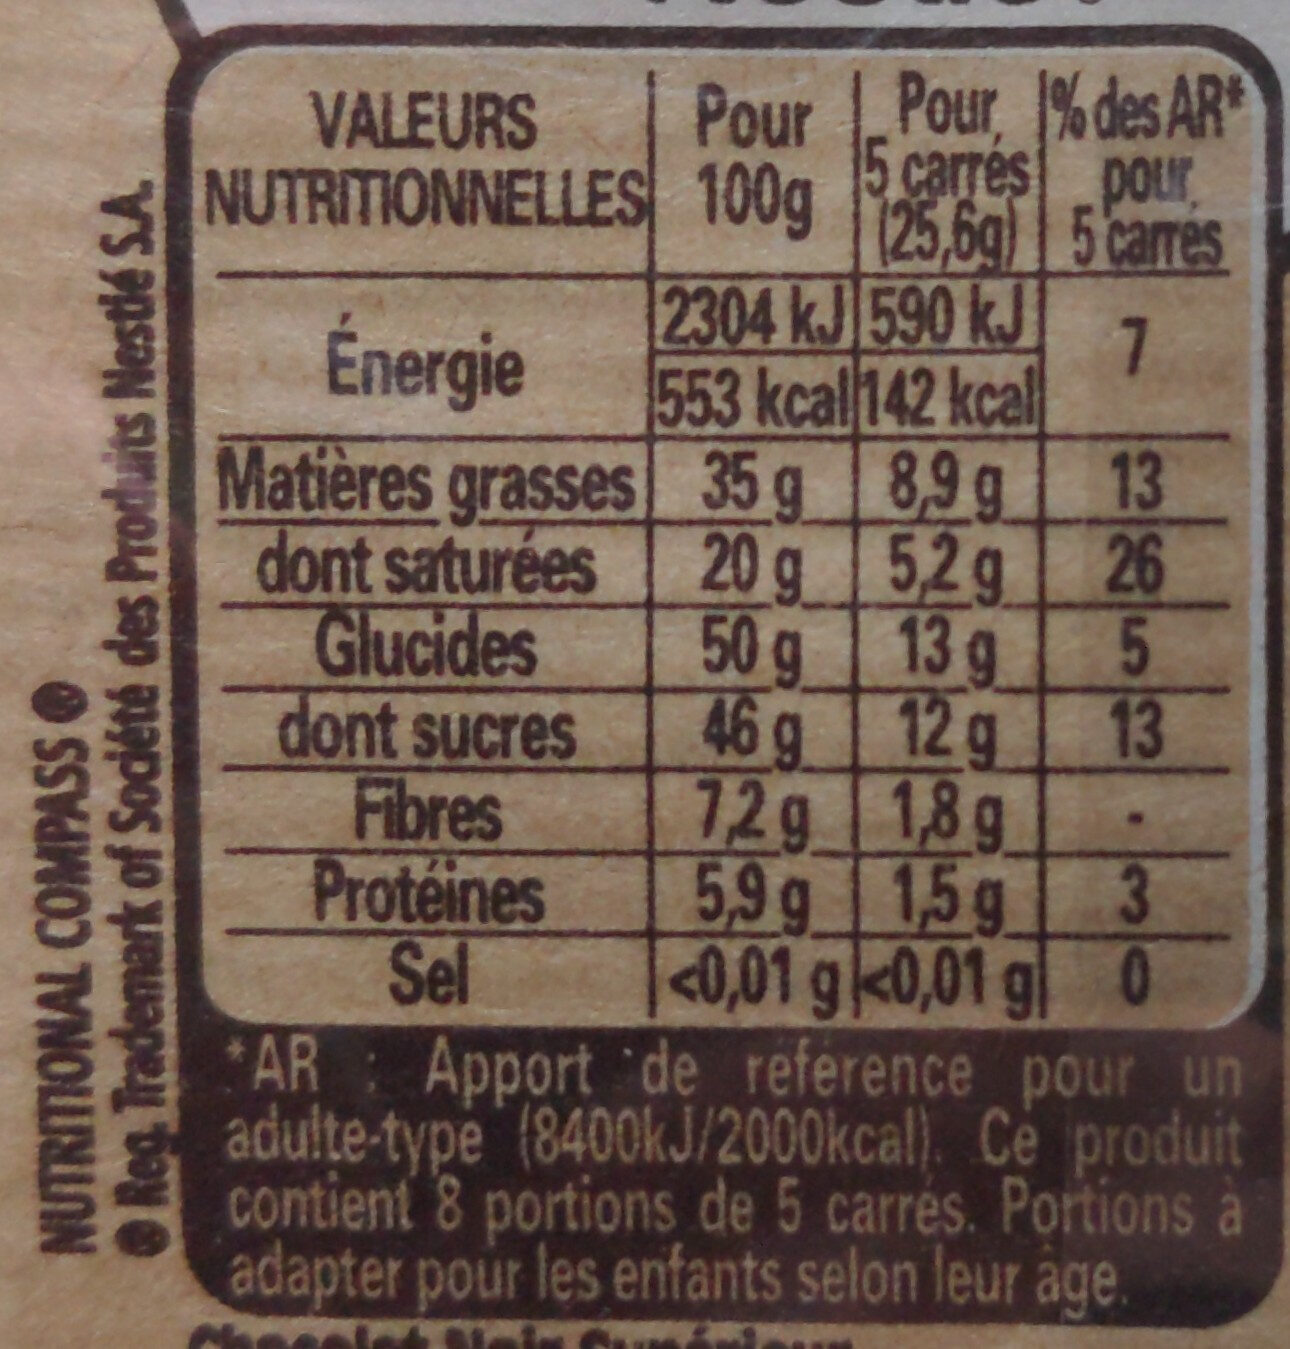 VALEURS NUTRITIONNELLES | Pour 100g | Pour 5 carrés (25,6g) | % des AR* pour 5 carrés
Énergie | 2304 kJ | 590 kJ | 7
553 kcal | 142 kcal
Matières grasses | 35 g | 8,9 g | 13
dont saturées | 20 g | 5,2 g | 26
Glucides | 50 g | 13 g | 5
dont sucres | 46 g | 12 g | 13
Fibres | 7,2 g | 1,8 g | -
Protéines | 5,9 g | 1,5 g | 3
Sel | <0,01 g | <0,01 g | 0
*AR : Apport de référence pour un
adulte-type (8400kJ/2000kcal). Ce produit
contient 8 portions de 5 carrés. Portions à
adapter pour les enfants selon leur âge.
NUTRITIONAL COMPASS ®
® Reg. Trademark of Société des Produits Nestlé S.A.
Chocolat Noir Supérieur